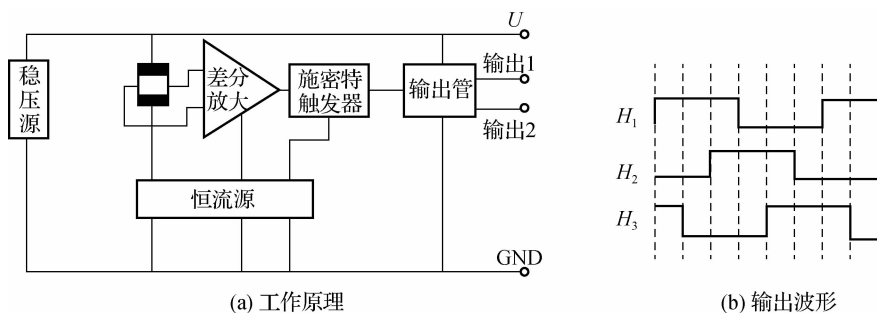 U
稳压源
差分放大
施密特触发器
输出管
输出1
输出2
恒流源
GND
(a) 工作原理
H₁
H₂
H₃
(b) 输出波形